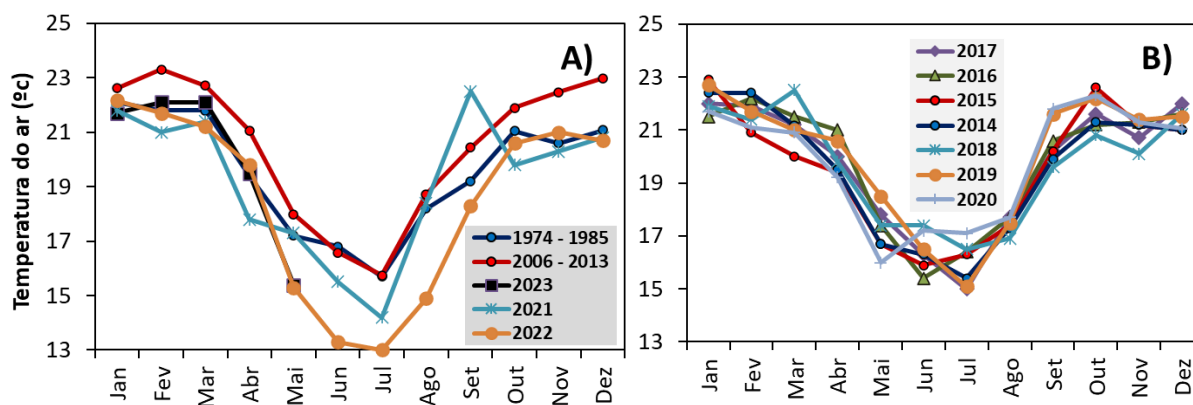 Temperatura do ar (ºc)
25
23
21
19
17
15
13
A)
1974 - 1985
2006 - 2013
2023
2021
2022
Jan
Fev
Mar
Abr
Mai
Jun
Jul
Ago
Set
Out
Nov
Dez
25
23
21
19
17
15
13
B)
2017
2016
2015
2014
2018
2019
2020
Jan
Fev
Mar
Abr
Mai
Jun
Jul
Ago
Set
Out
Nov
Dez